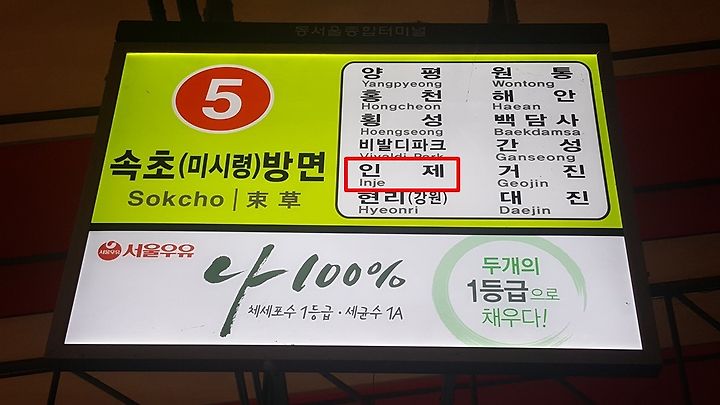 동서울종합터미널
5
속초(미시령)방면
Sokcho | 束草
양평
Yangpyeong
홍천
Hongcheon
횡성
Hoengseong
비발디파크
Vivaldi Park
인제
Inje
현리(강원)
Hyeonri
원통
Wontong
해안
Haean
백담사
Baekdamsa
간성
Ganseong
거진
Geojin
대진
Daejin
서울우유 서울우유
나100%
체세포수 1등급 · 세균수 1A
두개의
1등급으로
채우다!